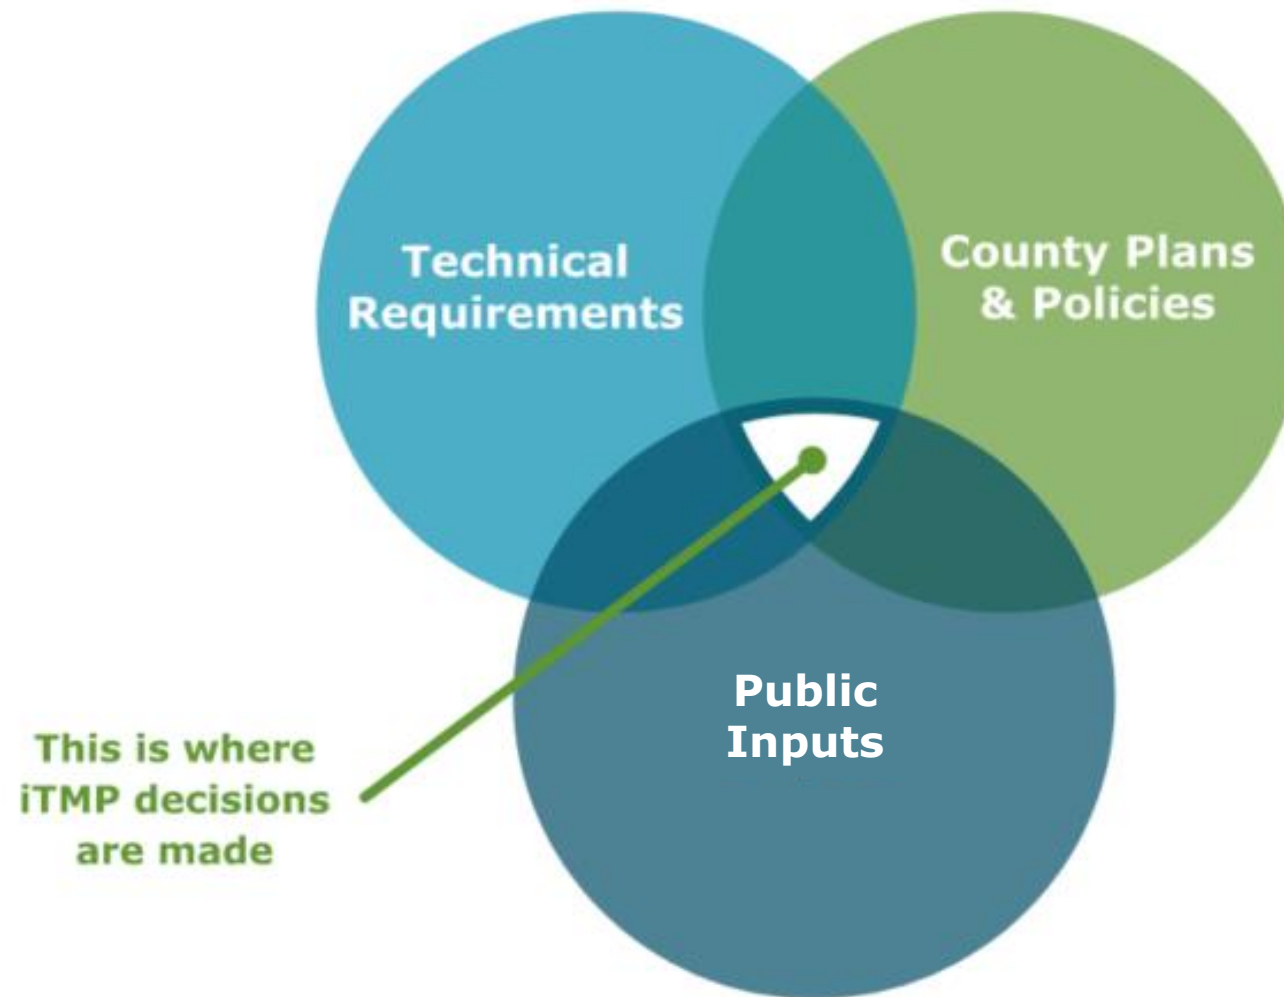 Technical
Requirements
County Plans
& Policies
Public
Inputs
This is where
iTMP decisions
are made